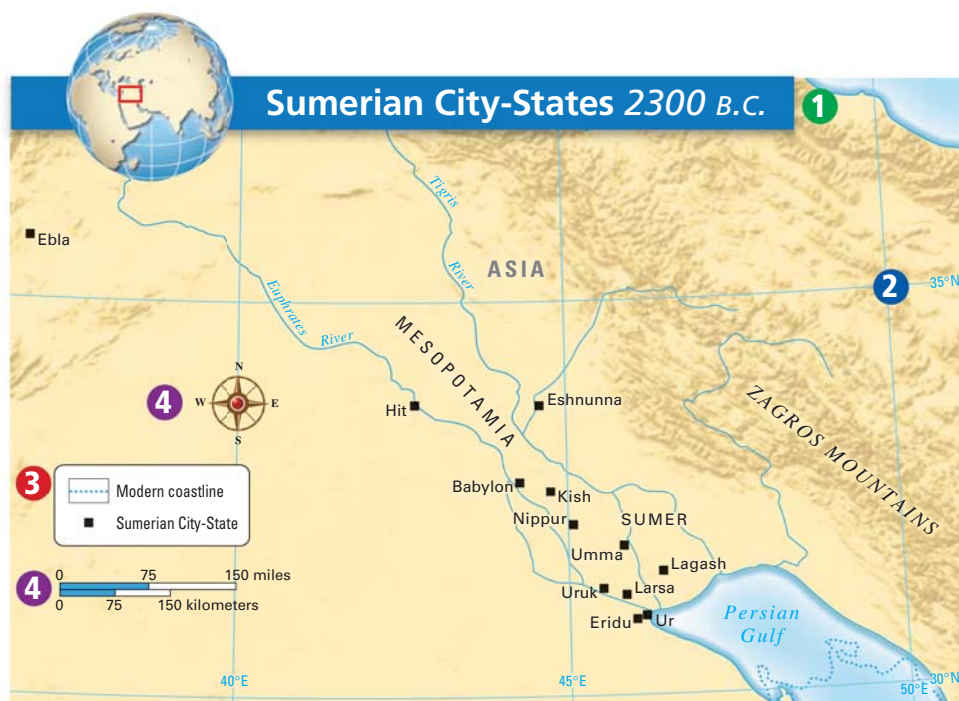 Sumerian City-States 2300 B.C.
1
Tigris
River
Ebla
ASIA
2
35°N
Euphrates
River
MESOPOTAMIA
N
4
W
E
S
Hit
Eshnunna
ZAGROS MOUNTAINS
3
Modern coastline
Sumerian City-State
Babylon
Kish
Nippur
SUMER
Umma
Lagash
4
0 75 150 miles
0 75 150 kilometers
Uruk
Larsa
Eridu
Ur
Persian
Gulf
40°E
45°E
50°E
30°N